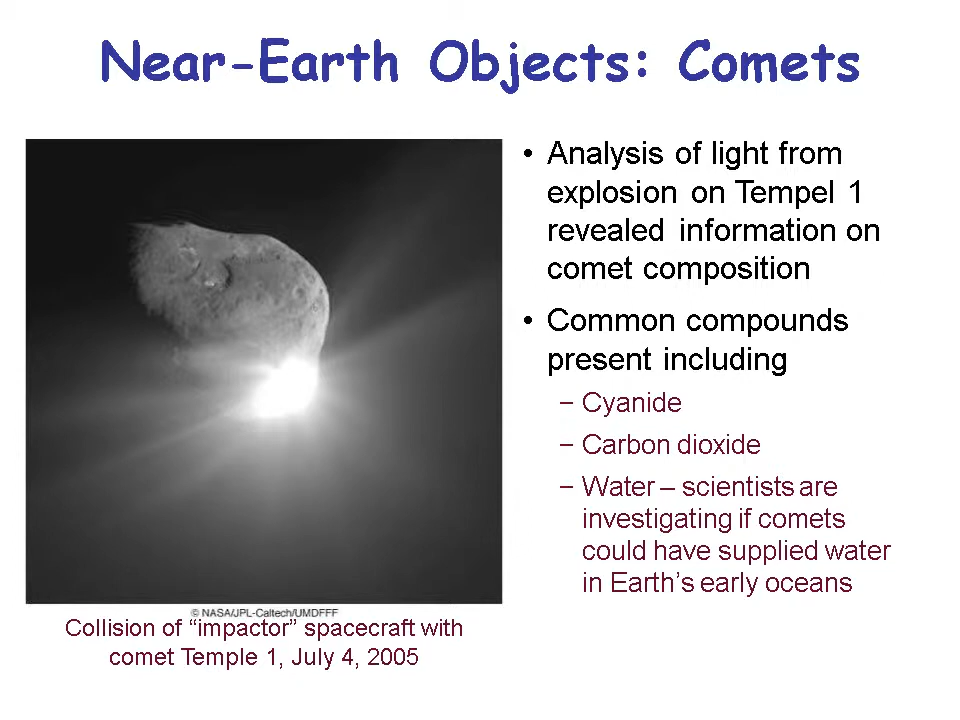 Near-Earth Objects: Comets
• Analysis of light from
explosion on Tempel 1
revealed information on
comet composition
• Common compounds
present including
− Cyanide
− Carbon dioxide
− Water – scientists are
investigating if comets
could have supplied water
in Earth's early oceans
© NASA/JPL-Caltech/UMDFFF
Collision of “impactor” spacecraft with
comet Temple 1, July 4, 2005